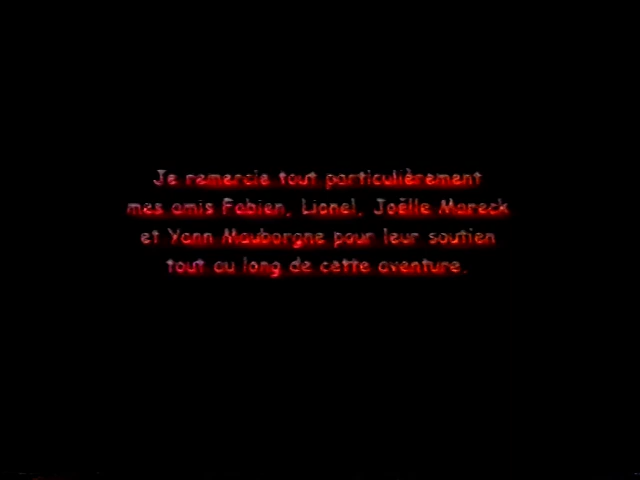 Je remercie tout particulièrement
mes amis Fabien, Lionel, Joëlle Mareck
et Yann Mauborgne pour leur soutien
tout au long de cette aventure.